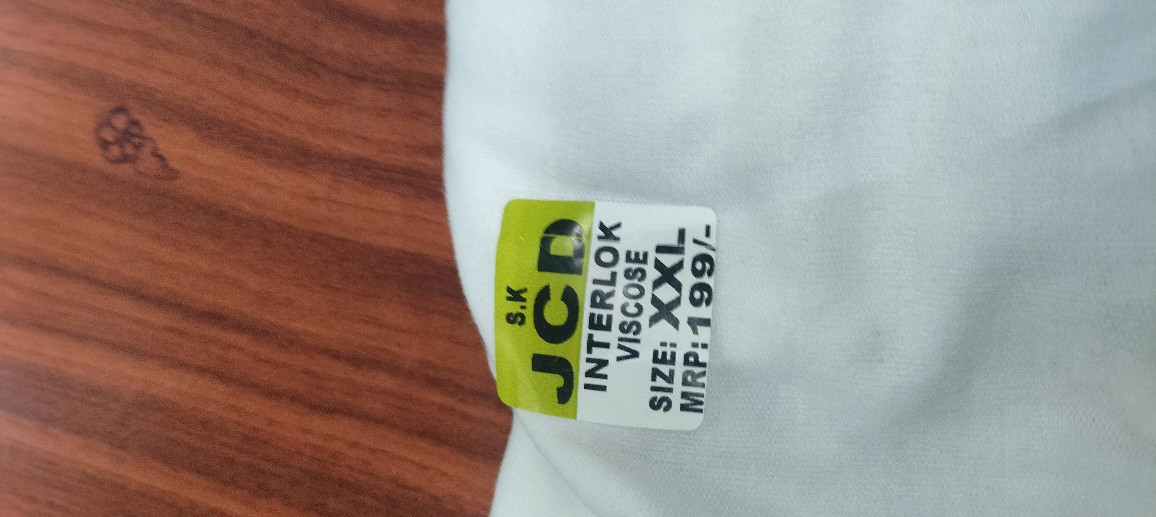 S.K
JCD
INTERLOK
VISCOSE
SIZE: XXL
MRP:199/-